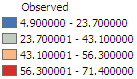 Observed
4.900000 - 23.700000
23.700001 - 43.100000
43.100001 - 56.300000
56.300001 - 71.400000